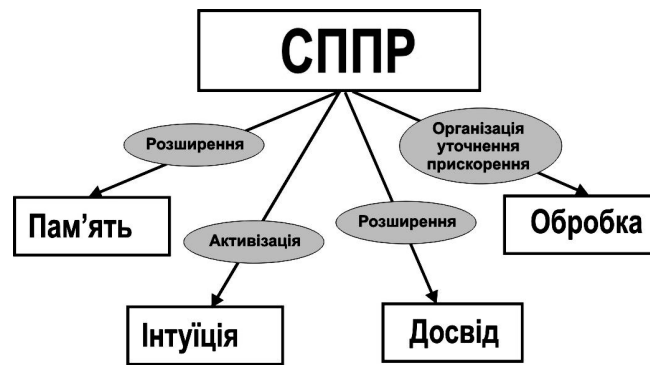 СППР
Розширення
Організація
уточнення
прискорення
Пам’ять
Активізація
Розширення
Обробка
Інтуїція
Досвід